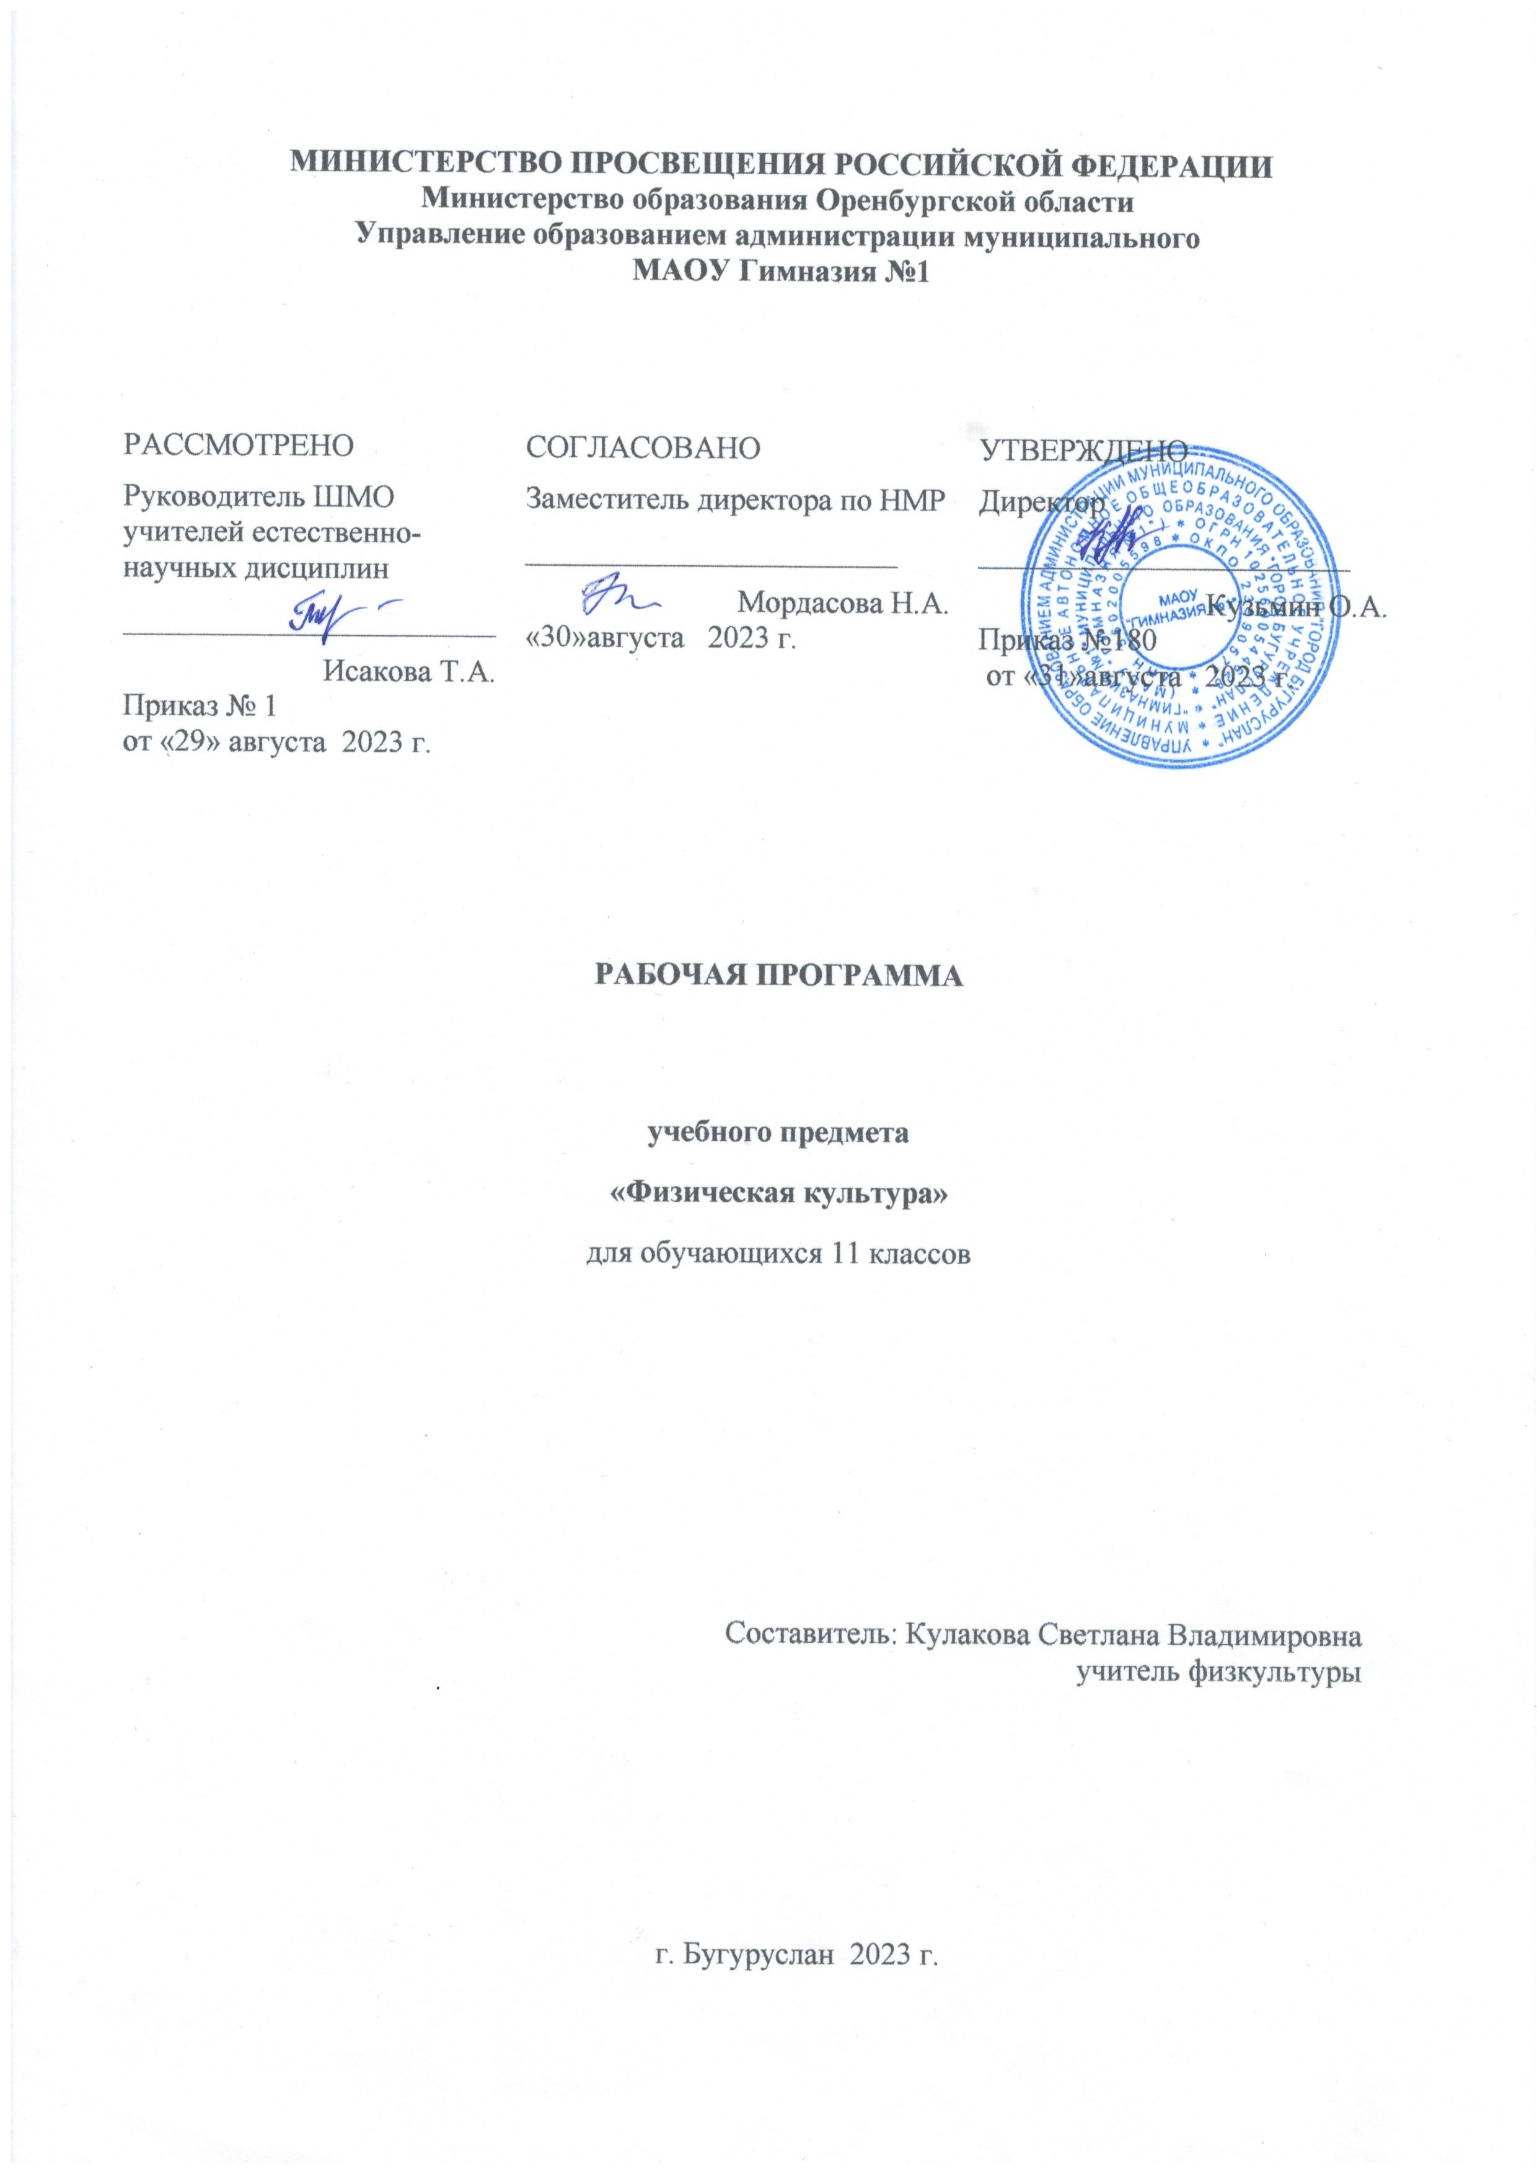 МИНИСТЕРСТВО ПРОСВЕЩЕНИЯ РОССИЙСКОЙ ФЕДЕРАЦИИ
Министерство образования Оренбургской области
Управление образованием администрации муниципального
МАОУ Гимназия №1
РАССМОТРЕНО
Руководитель ШМО
учителей естественно-
научных дисциплин
Исакова Т.А.
Приказ № 1
от «29» августа 2023 г.
СОГЛАСОВАНО
Заместитель директора по НМР
Мордасова Н.А.
«30»августа 2023 г.
УТВЕРЖДЕНО
Директор
Кузьмин О.А.
Приказ №180
от «31»августа 2023 г.
МАОУ
"ГИМНАЗИЯ №1"
РАБОЧАЯ ПРОГРАММА
учебного предмета
«Физическая культура»
для обучающихся 11 классов
Составитель: Кулакова Светлана Владимировна
учитель физкультуры
г. Бугуруслан 2023 г.